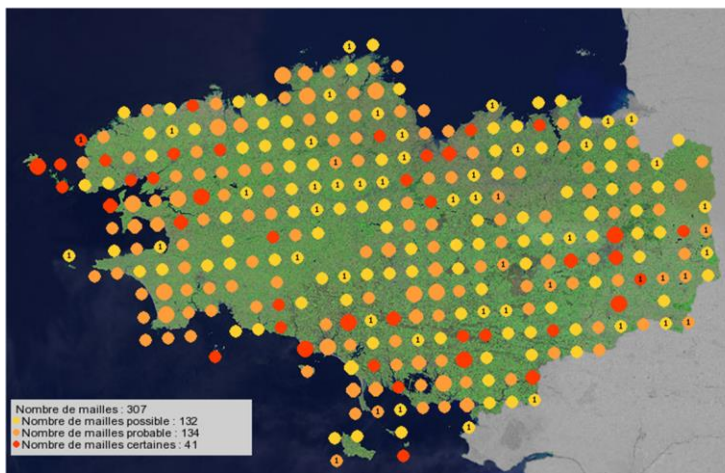 Nombre de mailles : 307
Nombre de mailles possible : 132
Nombre de mailles probable : 134
Nombre de mailles certaines : 41